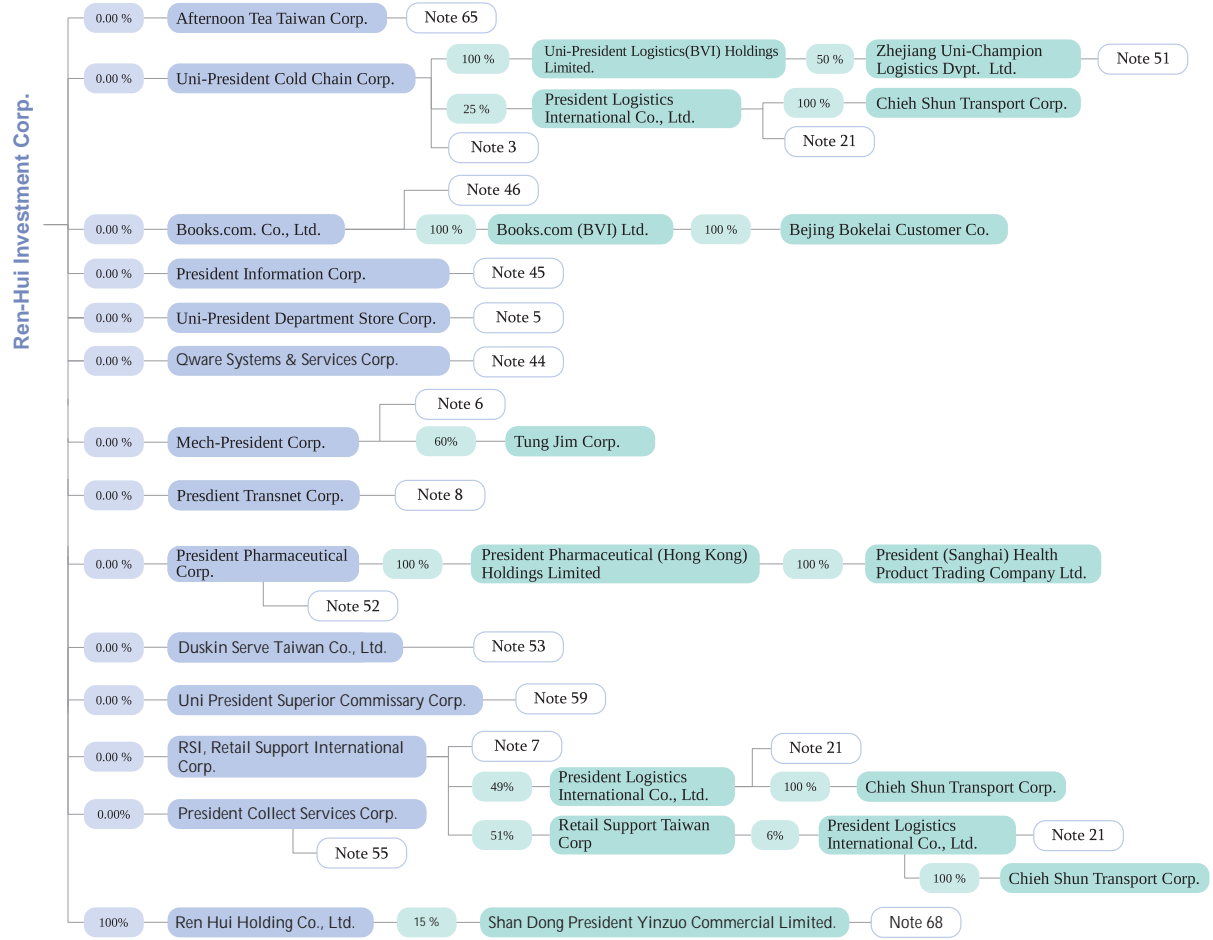 Ren-Hui Investment Corp.
0.00 %
Afternoon Tea Taiwan Corp.
Note 65
0.00 %
Uni-President Cold Chain Corp.
100 %
Uni-President Logistics(BVI) Holdings
Limited.
50 %
Zhejiang Uni-Champion
Logistics Dvpt. Ltd.
Note 51
25 %
President Logistics
International Co., Ltd.
100 %
Chieh Shun Transport Corp.
Note 21
Note 3
Note 46
0.00 %
Books.com. Co., Ltd.
100 %
Books.com (BVI) Ltd.
100 %
Bejing Bokelai Customer Co.
0.00 %
President Information Corp.
Note 45
0.00 %
Uni-President Department Store Corp.
Note 5
0.00 %
Qware Systems & Services Corp.
Note 44
Note 6
0.00 %
Mech-President Corp.
60%
Tung Jim Corp.
0.00 %
Presdient Transnet Corp.
Note 8
0.00 %
President Pharmaceutical
Corp.
100 %
President Pharmaceutical (Hong Kong)
Holdings Limited
100 %
President (Sanghai) Health
Product Trading Company Ltd.
Note 52
0.00 %
Duskin Serve Taiwan Co., Ltd.
Note 53
0.00 %
Uni President Superior Commissary Corp.
Note 59
0.00 %
RSI, Retail Support International
Corp.
Note 7
49%
President Logistics
International Co., Ltd.
Note 21
100 %
Chieh Shun Transport Corp.
51%
Retail Support Taiwan
Corp
6%
President Logistics
International Co., Ltd.
Note 21
100 %
Chieh Shun Transport Corp.
0.00%
President Collect Services Corp.
Note 55
100%
Ren Hui Holding Co., Ltd.
15 %
Shan Dong President Yinzuo Commercial Limited.
Note 68